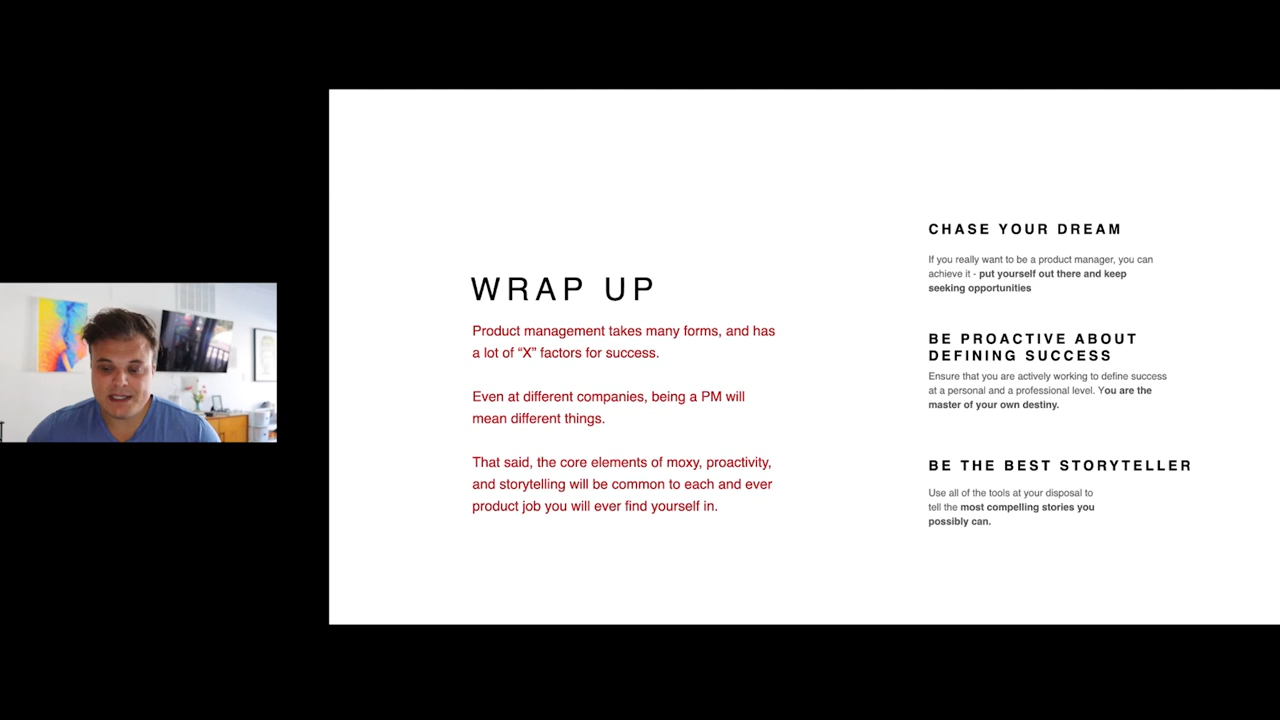 WRAP UP
Product management takes many forms, and has
a lot of “X” factors for success.
Even at different companies, being a PM will
mean different things.
That said, the core elements of moxy, proactivity,
and storytelling will be common to each and ever
product job you will ever find yourself in.
CHASE YOUR DREAM
If you really want to be a product manager, you can
achieve it - put yourself out there and keep
seeking opportunities
BE PROACTIVE ABOUT
DEFINING SUCCESS
Ensure that you are actively working to define success
at a personal and a professional level. You are the
master of your own destiny.
BE THE BEST STORYTELLER
Use all of the tools at your disposal to
tell the most compelling stories you
possibly can.